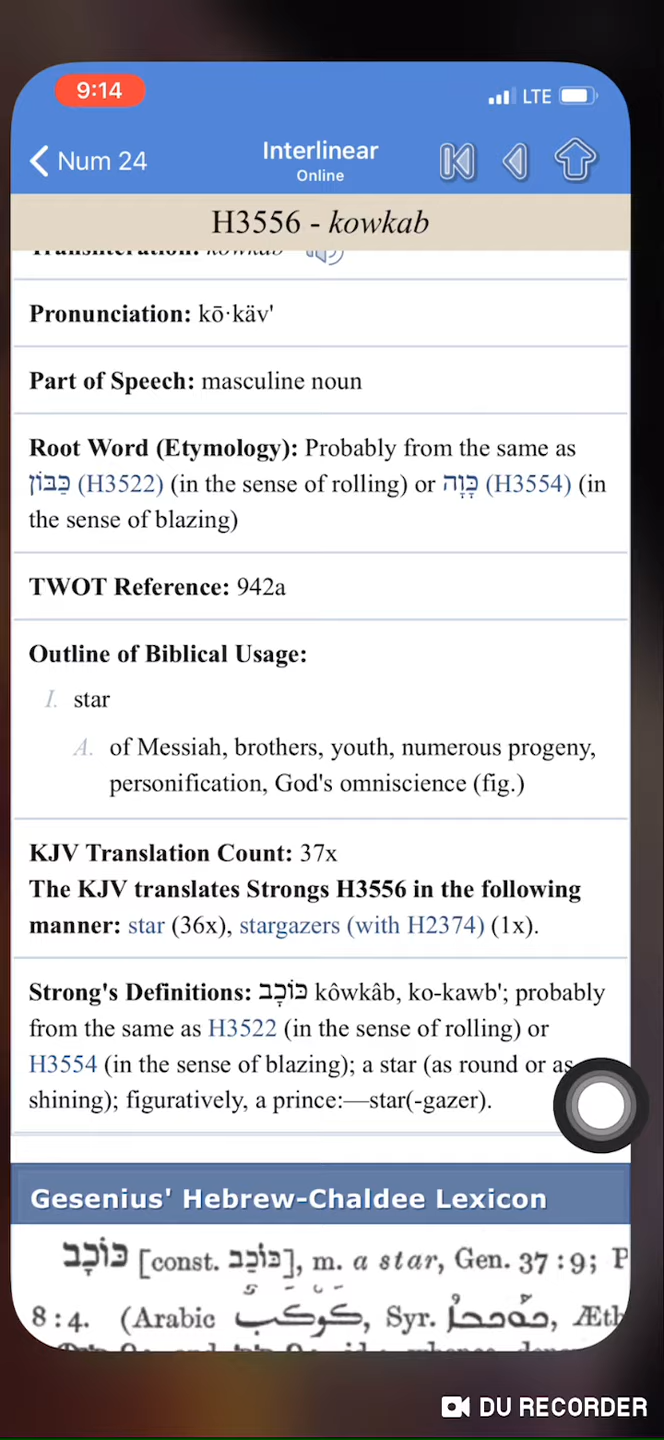 9:14
LTE
Num 24
Interlinear
Online
H3556 - kowkab
Transliteration: kowkab
Pronunciation: kō·käv'
Part of Speech: masculine noun
Root Word (Etymology): Probably from the same as
כַּבּוֹן (H3522) (in the sense of rolling) or כָּוָה (H3554) (in
the sense of blazing)
TWOT Reference: 942a
Outline of Biblical Usage:
I. star
A. of Messiah, brothers, youth, numerous progeny,
personification, God's omniscience (fig.)
KJV Translation Count: 37x
The KJV translates Strongs H3556 in the following
manner: star (36x), stargazers (with H2374) (1x).
Strong's Definitions: כּוֹכָב kôwkâb, ko-kawb'; probably
from the same as H3522 (in the sense of rolling) or
H3554 (in the sense of blazing); a star (as round or as
shining); figuratively, a prince:—star(-gazer).
Gesenius' Hebrew-Chaldee Lexicon
כּוֹכָב [const. כּוֹכַב], m. a star, Gen. 37:9; P
8:4. (Arabic كَوْكَب, Syr. Æth
DU RECORDER